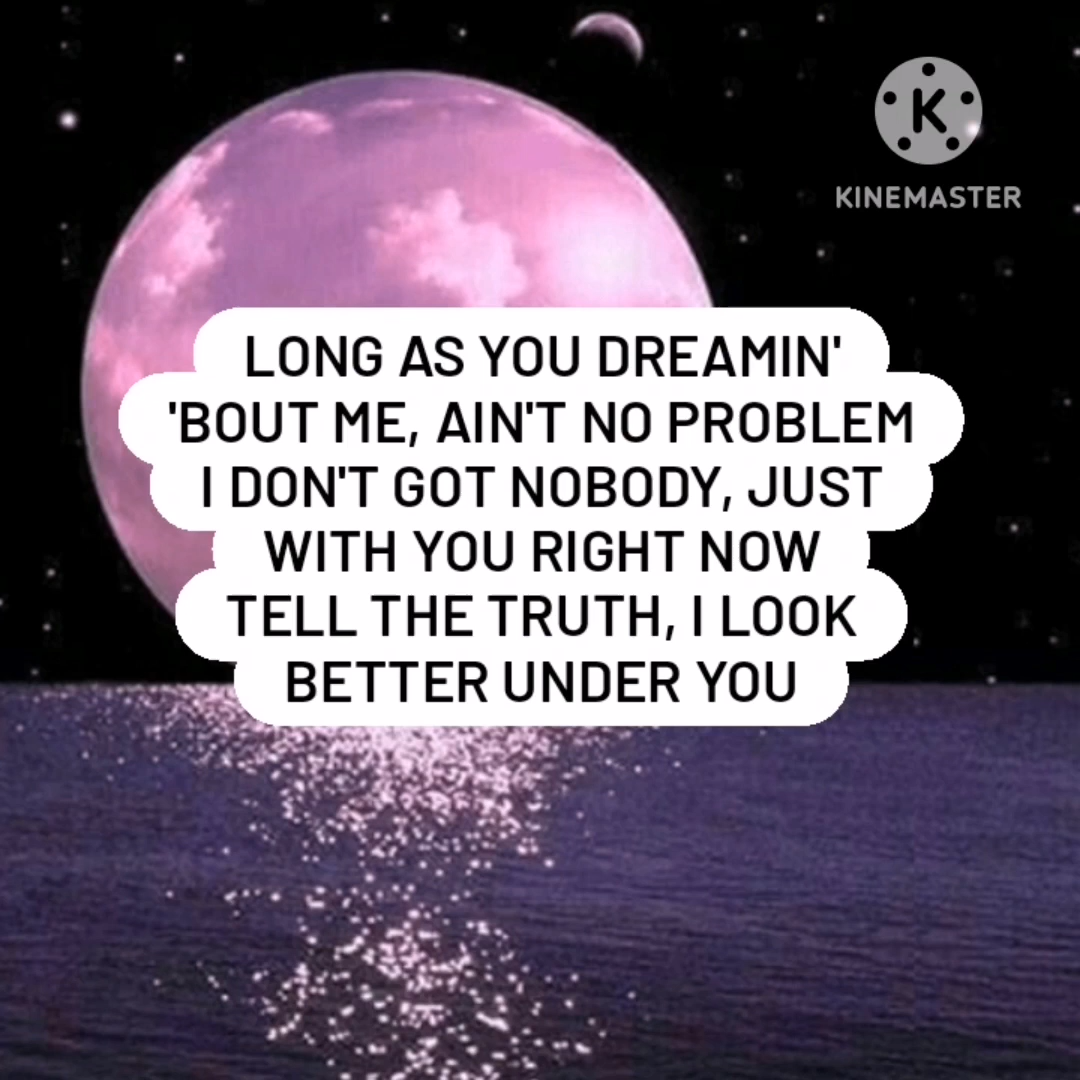 K
KINEMASTER
LONG AS YOU DREAMIN'
'BOUT ME, AIN'T NO PROBLEM
I DON'T GOT NOBODY, JUST
WITH YOU RIGHT NOW
TELL THE TRUTH, I LOOK
BETTER UNDER YOU